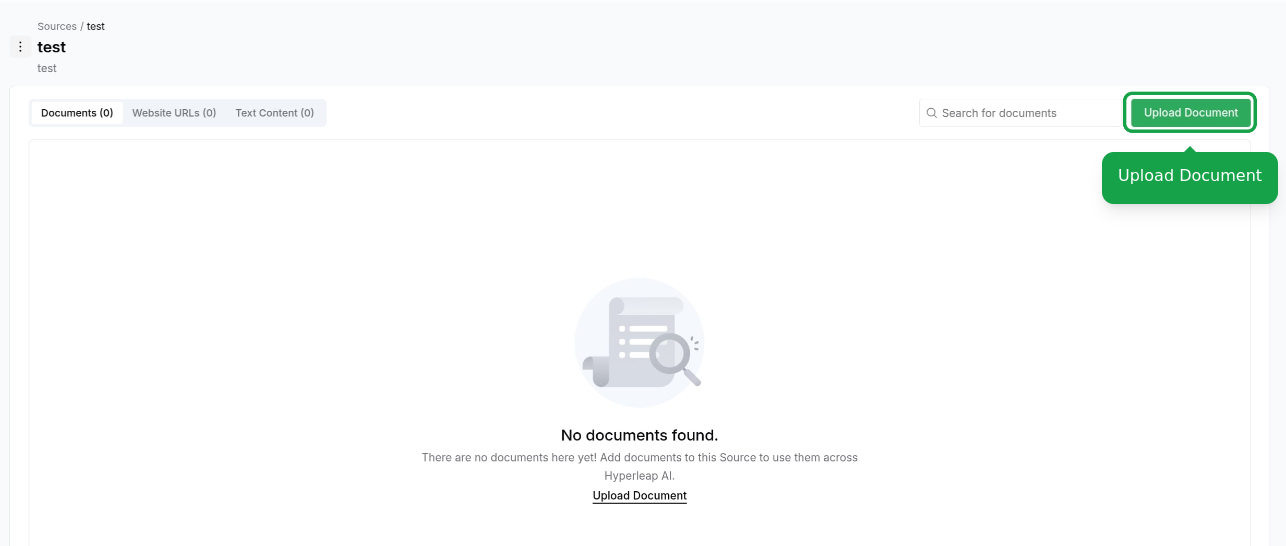 Sources / test
test
test
Documents (0) Website URLs (0) Text Content (0) Search for documents Upload Document
Upload Document
No documents found.
There are no documents here yet! Add documents to this Source to use them across
Hyperleap AI.
Upload Document